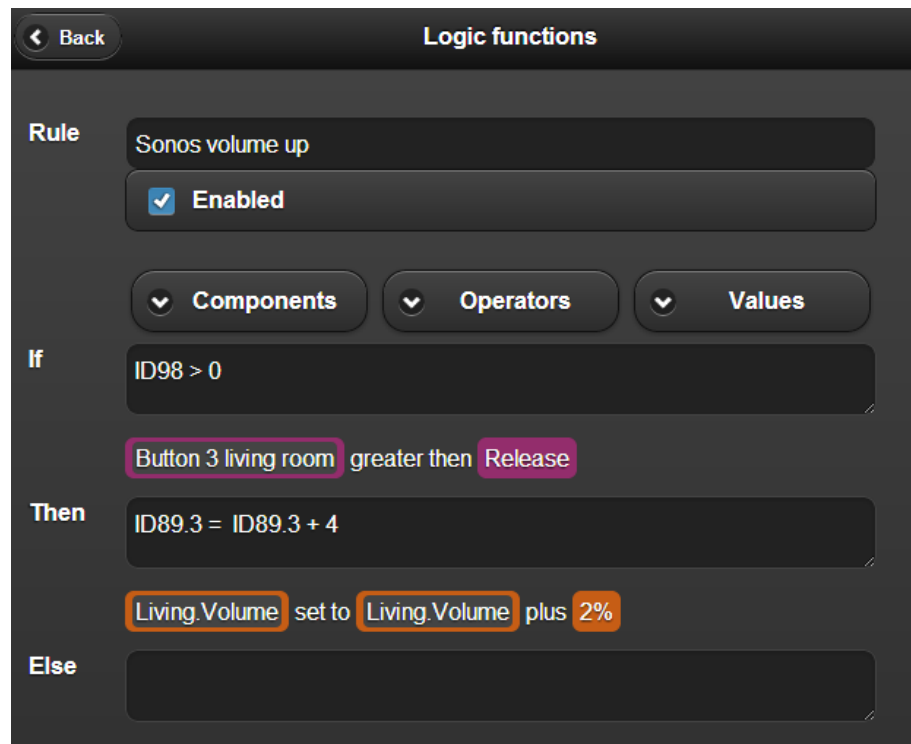 Back
Logic functions
Rule
Sonos volume up
Enabled
Components Operators Values
If
ID98 > 0
Button 3 living room greater then Release
Then
ID89.3 = ID89.3 + 4
Living.Volume set to Living.Volume plus 2%
Else